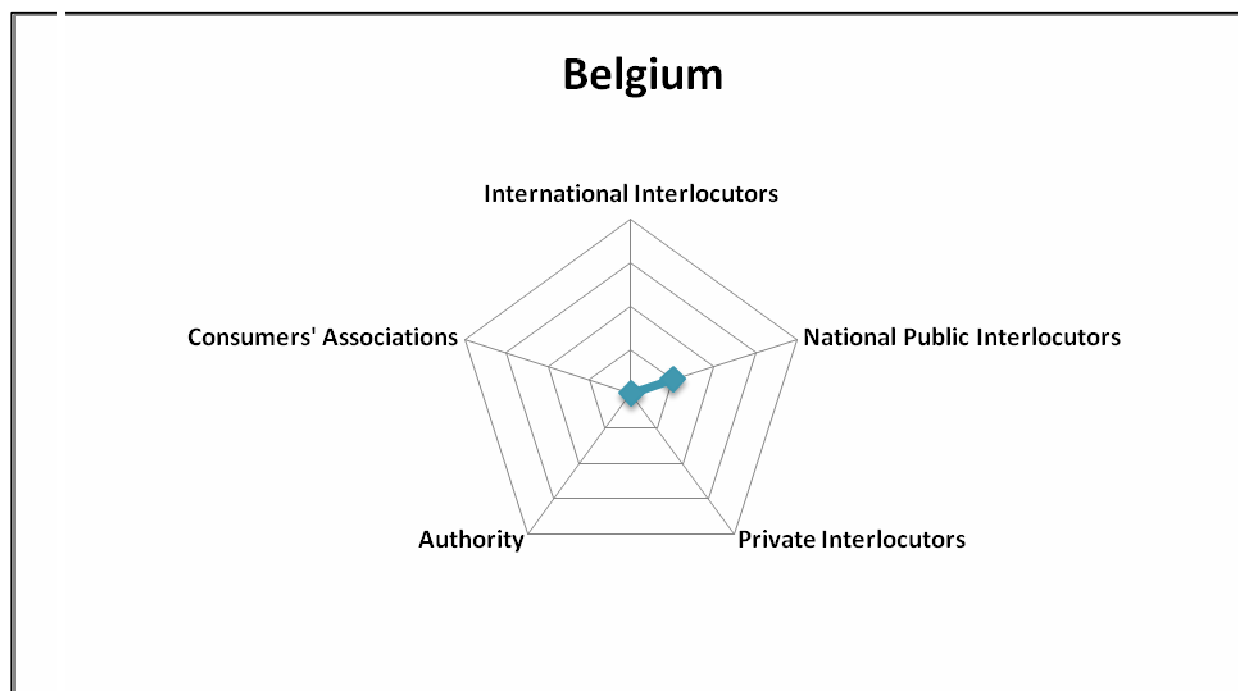 Belgium
International Interlocutors
Consumers' Associations
National Public Interlocutors
Authority
Private Interlocutors